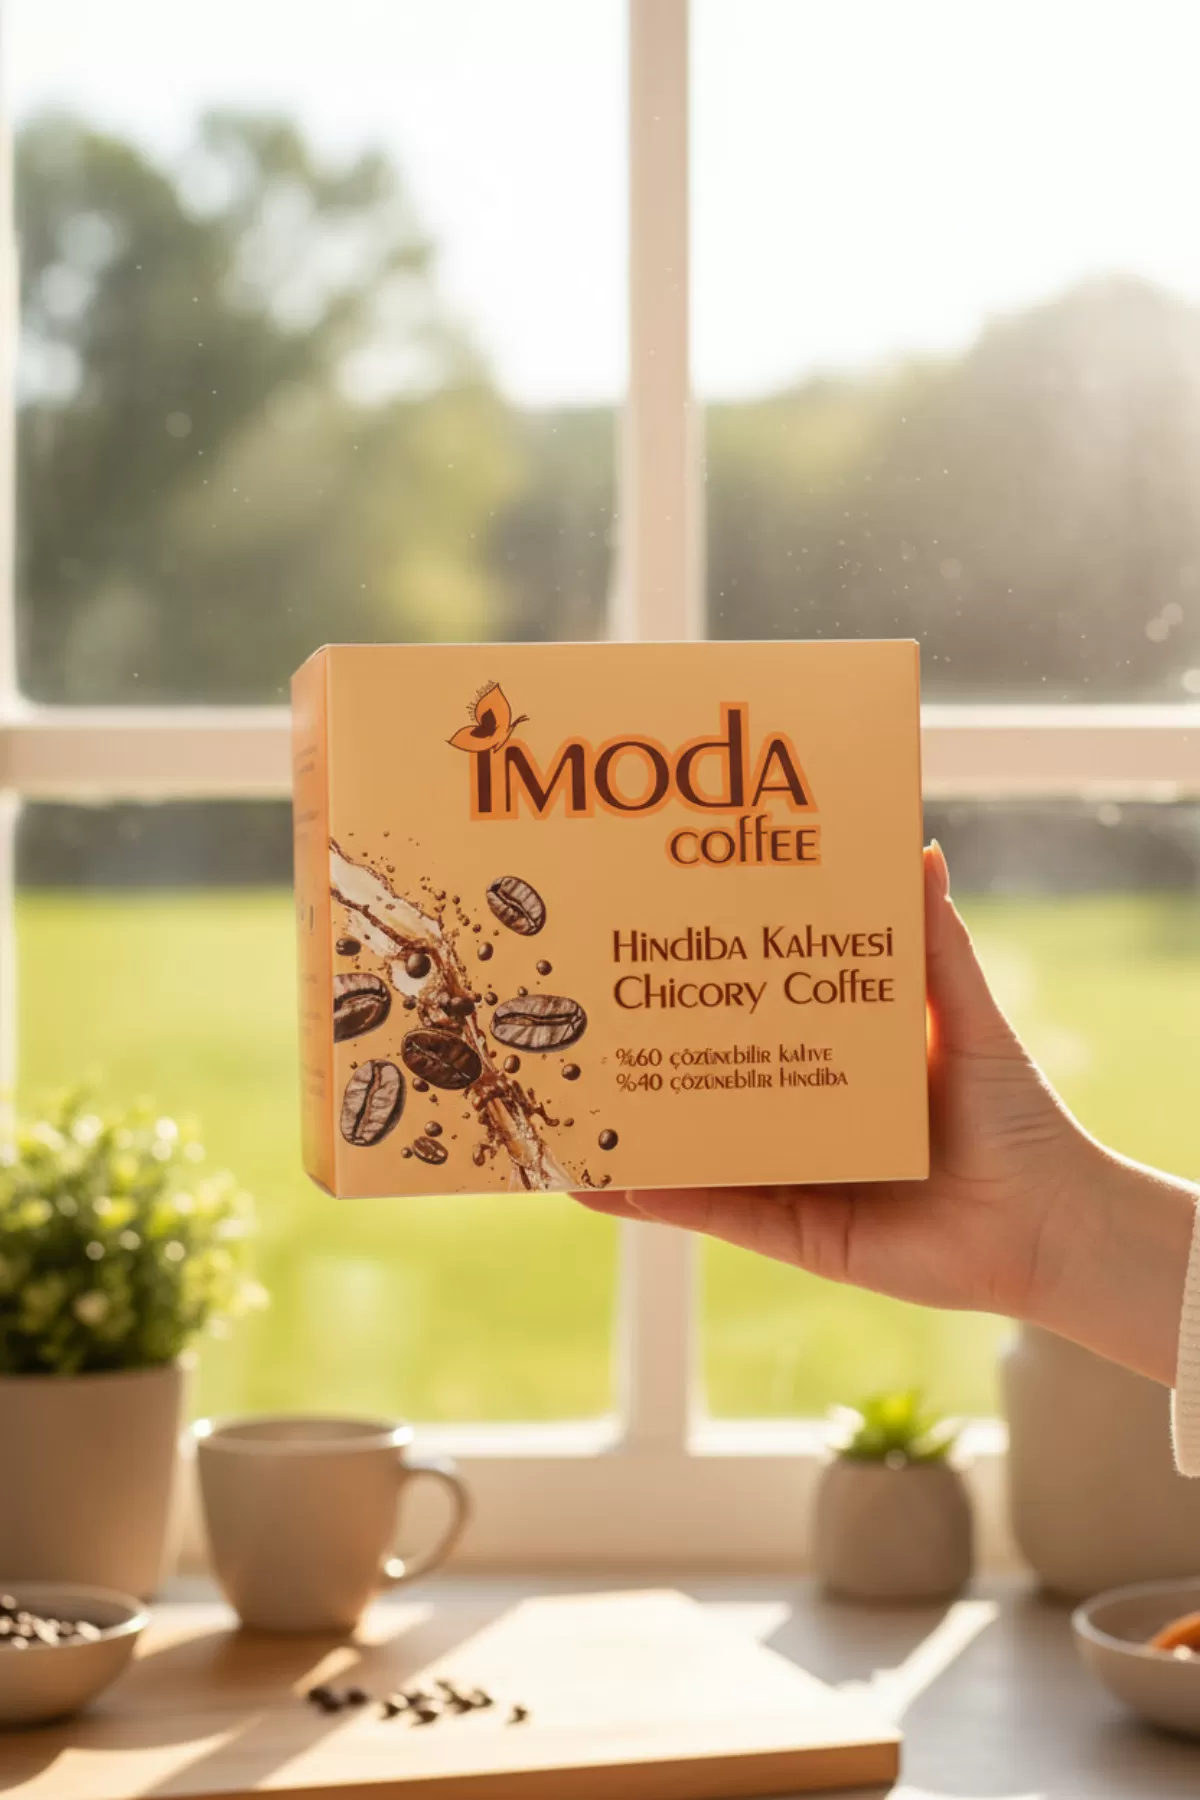 imoda
coffee
Hindiba Kahvesi
Chicory Coffee
%60 çözünebilir kahve
%40 çözünebilir hindiba